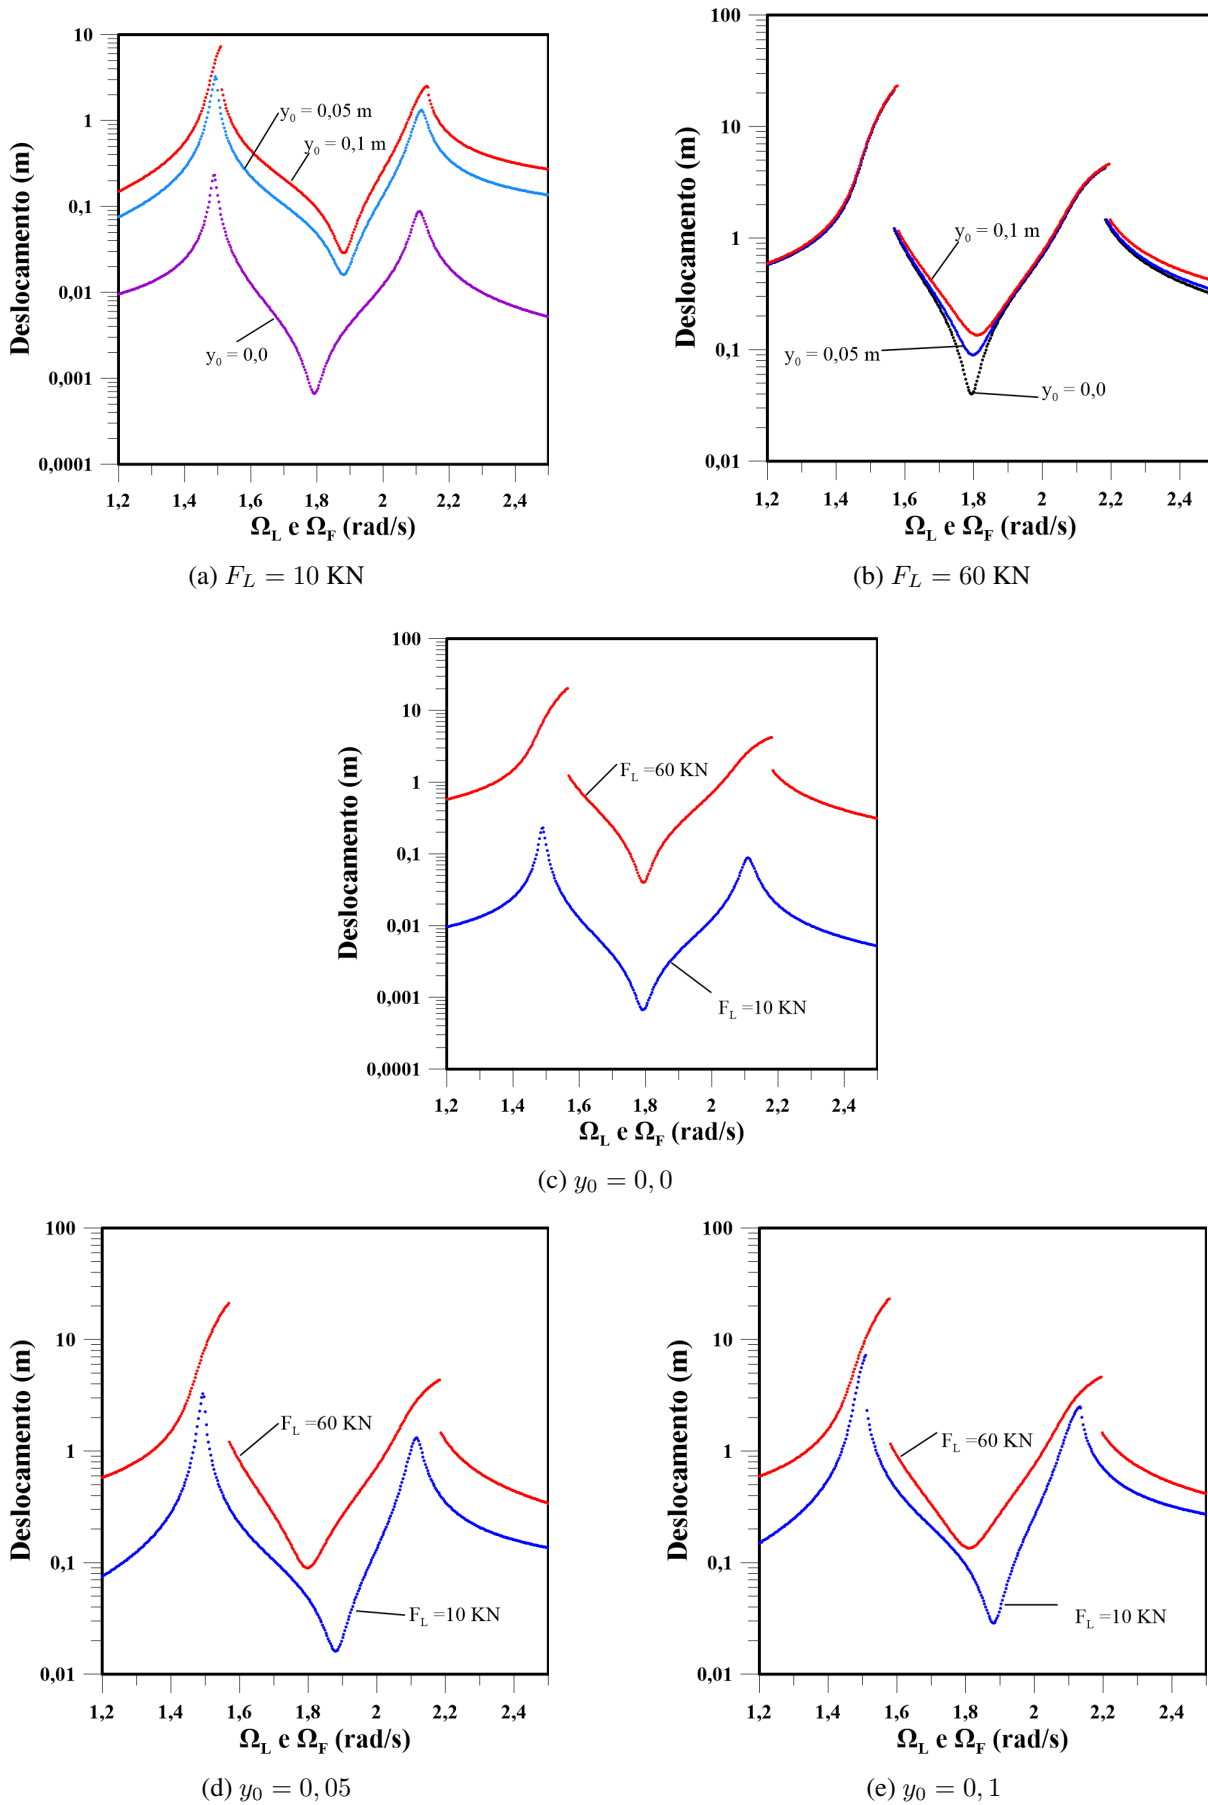 10
1
0,1
0,01
0,001
0,0001
Deslocamento (m)
y₀ = 0,05 m
y₀ = 0,1 m
y₀ = 0,0
1,2 1,4 1,6 1,8 2 2,2 2,4
Ω_L e Ω_F (rad/s)
(a) F_L = 10 KN
100
10
1
0,1
0,01
Deslocamento (m)
y₀ = 0,1 m
y₀ = 0,05 m
y₀ = 0,0
1,2 1,4 1,6 1,8 2 2,2 2,4
Ω_L e Ω_F (rad/s)
(b) F_L = 60 KN
100
10
1
0,1
0,01
0,001
0,0001
Deslocamento (m)
F_L =60 KN
F_L =10 KN
1,2 1,4 1,6 1,8 2 2,2 2,4
Ω_L e Ω_F (rad/s)
(c) y₀ = 0, 0
100
10
1
0,1
0,01
Deslocamento (m)
F_L =60 KN
F_L =10 KN
1,2 1,4 1,6 1,8 2 2,2 2,4
Ω_L e Ω_F (rad/s)
(d) y₀ = 0, 05
100
10
1
0,1
0,01
Deslocamento (m)
F_L =60 KN
F_L =10 KN
1,2 1,4 1,6 1,8 2 2,2 2,4
Ω_L e Ω_F (rad/s)
(e) y₀ = 0, 1